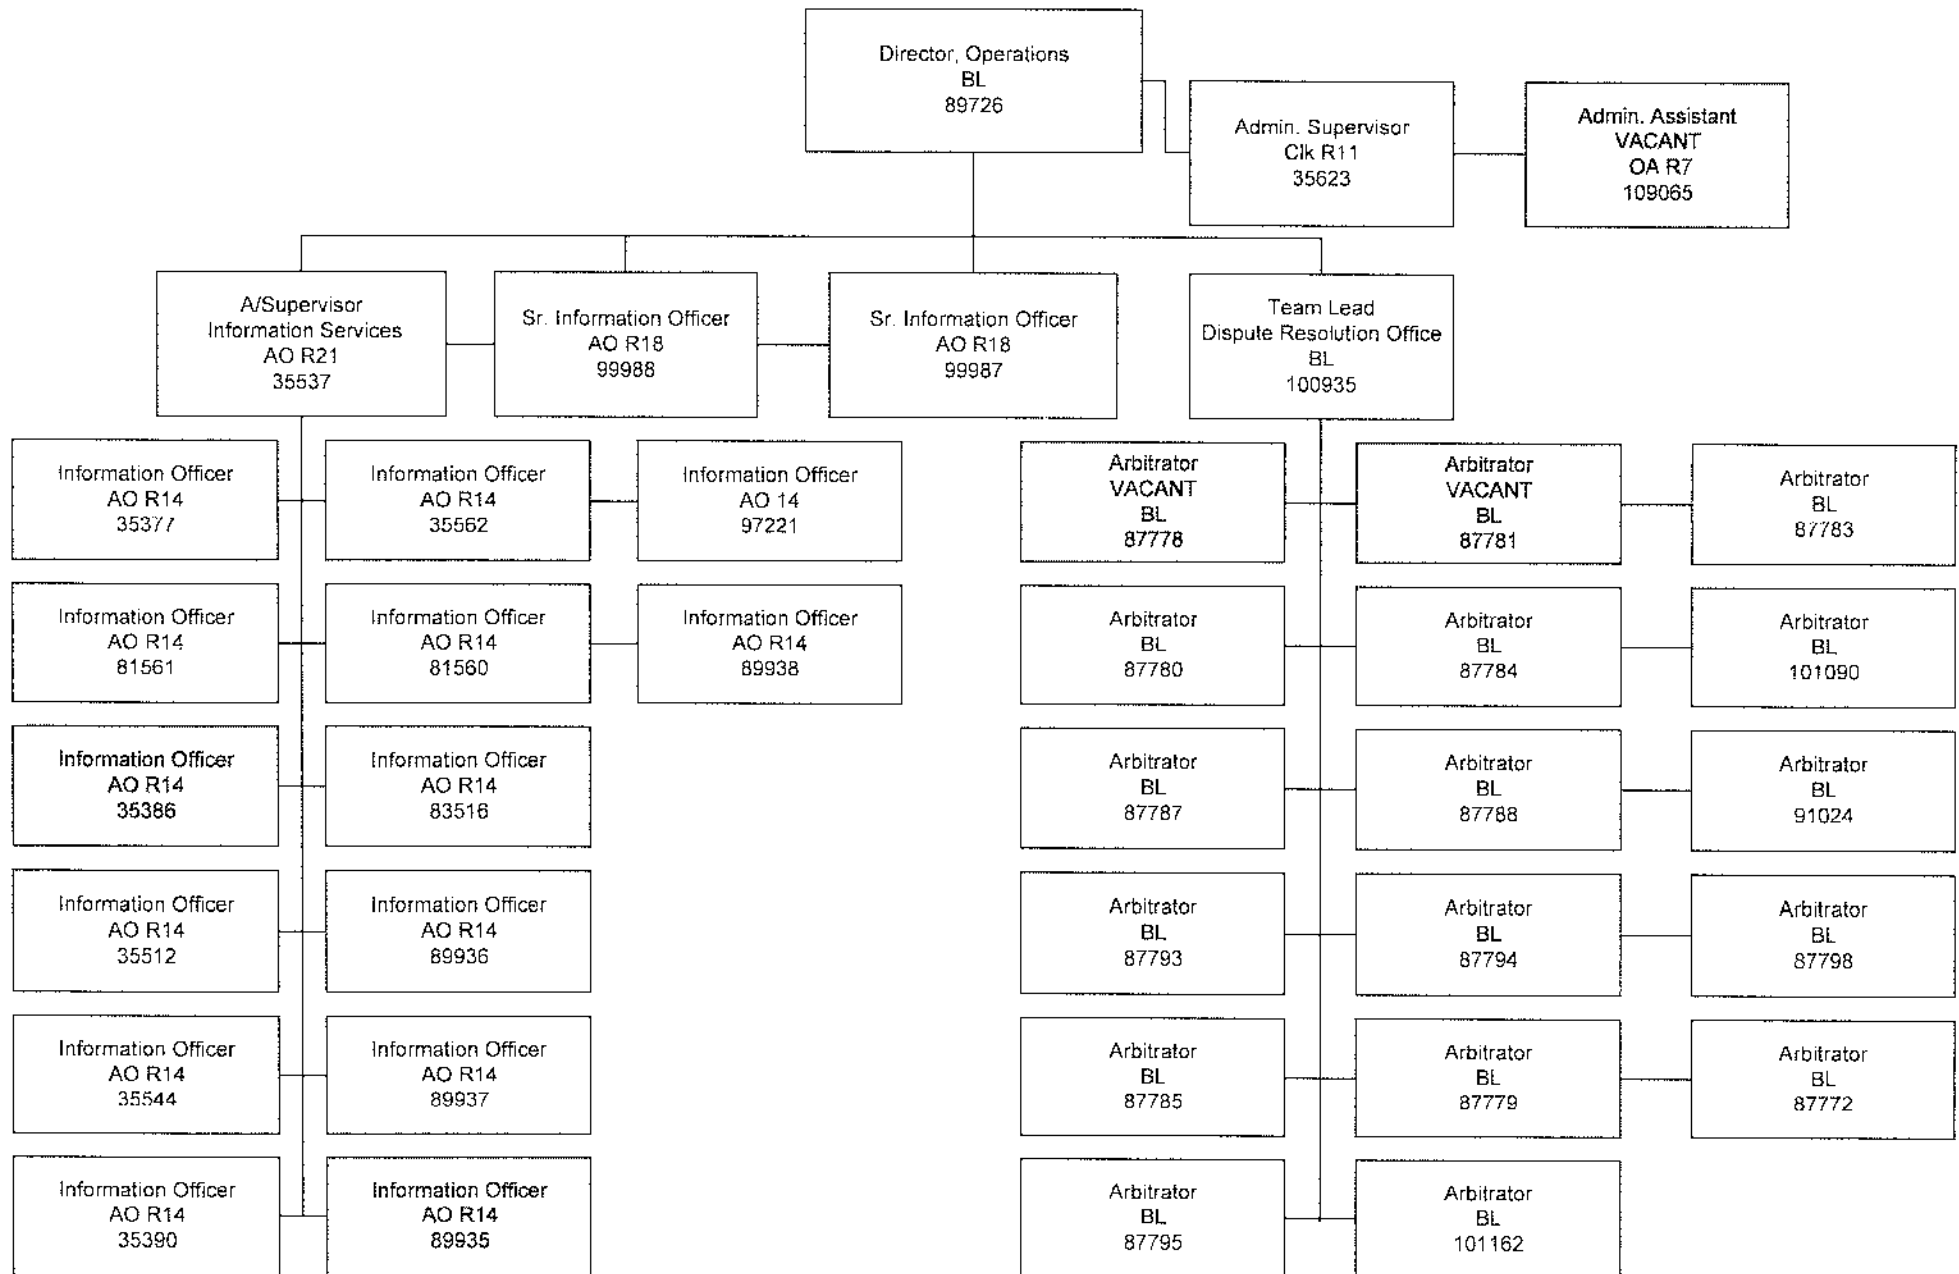 Director, Operations
BL
89726
Admin. Supervisor
Clk R11
35623
Admin. Assistant
VACANT
OA R7
109065
A/Supervisor
Information Services
AO R21
35537
Sr. Information Officer
AO R18
99988
Sr. Information Officer
AO R18
99987
Team Lead
Dispute Resolution Office
BL
100935
Information Officer
AO R14
35377
Information Officer
AO R14
35562
Information Officer
AO 14
97221
Arbitrator
VACANT
BL
87778
Arbitrator
VACANT
BL
87781
Arbitrator
BL
87783
Information Officer
AO R14
81561
Information Officer
AO R14
81560
Information Officer
AO R14
89938
Arbitrator
BL
87780
Arbitrator
BL
87784
Arbitrator
BL
101090
Information Officer
AO R14
35386
Information Officer
AO R14
83516
Arbitrator
BL
87787
Arbitrator
BL
87788
Arbitrator
BL
91024
Information Officer
AO R14
35512
Information Officer
AO R14
89936
Arbitrator
BL
87793
Arbitrator
BL
87794
Arbitrator
BL
87798
Information Officer
AO R14
35544
Information Officer
AO R14
89937
Arbitrator
BL
87785
Arbitrator
BL
87779
Arbitrator
BL
87772
Information Officer
AO R14
35390
Information Officer
AO R14
89935
Arbitrator
BL
87795
Arbitrator
BL
101162